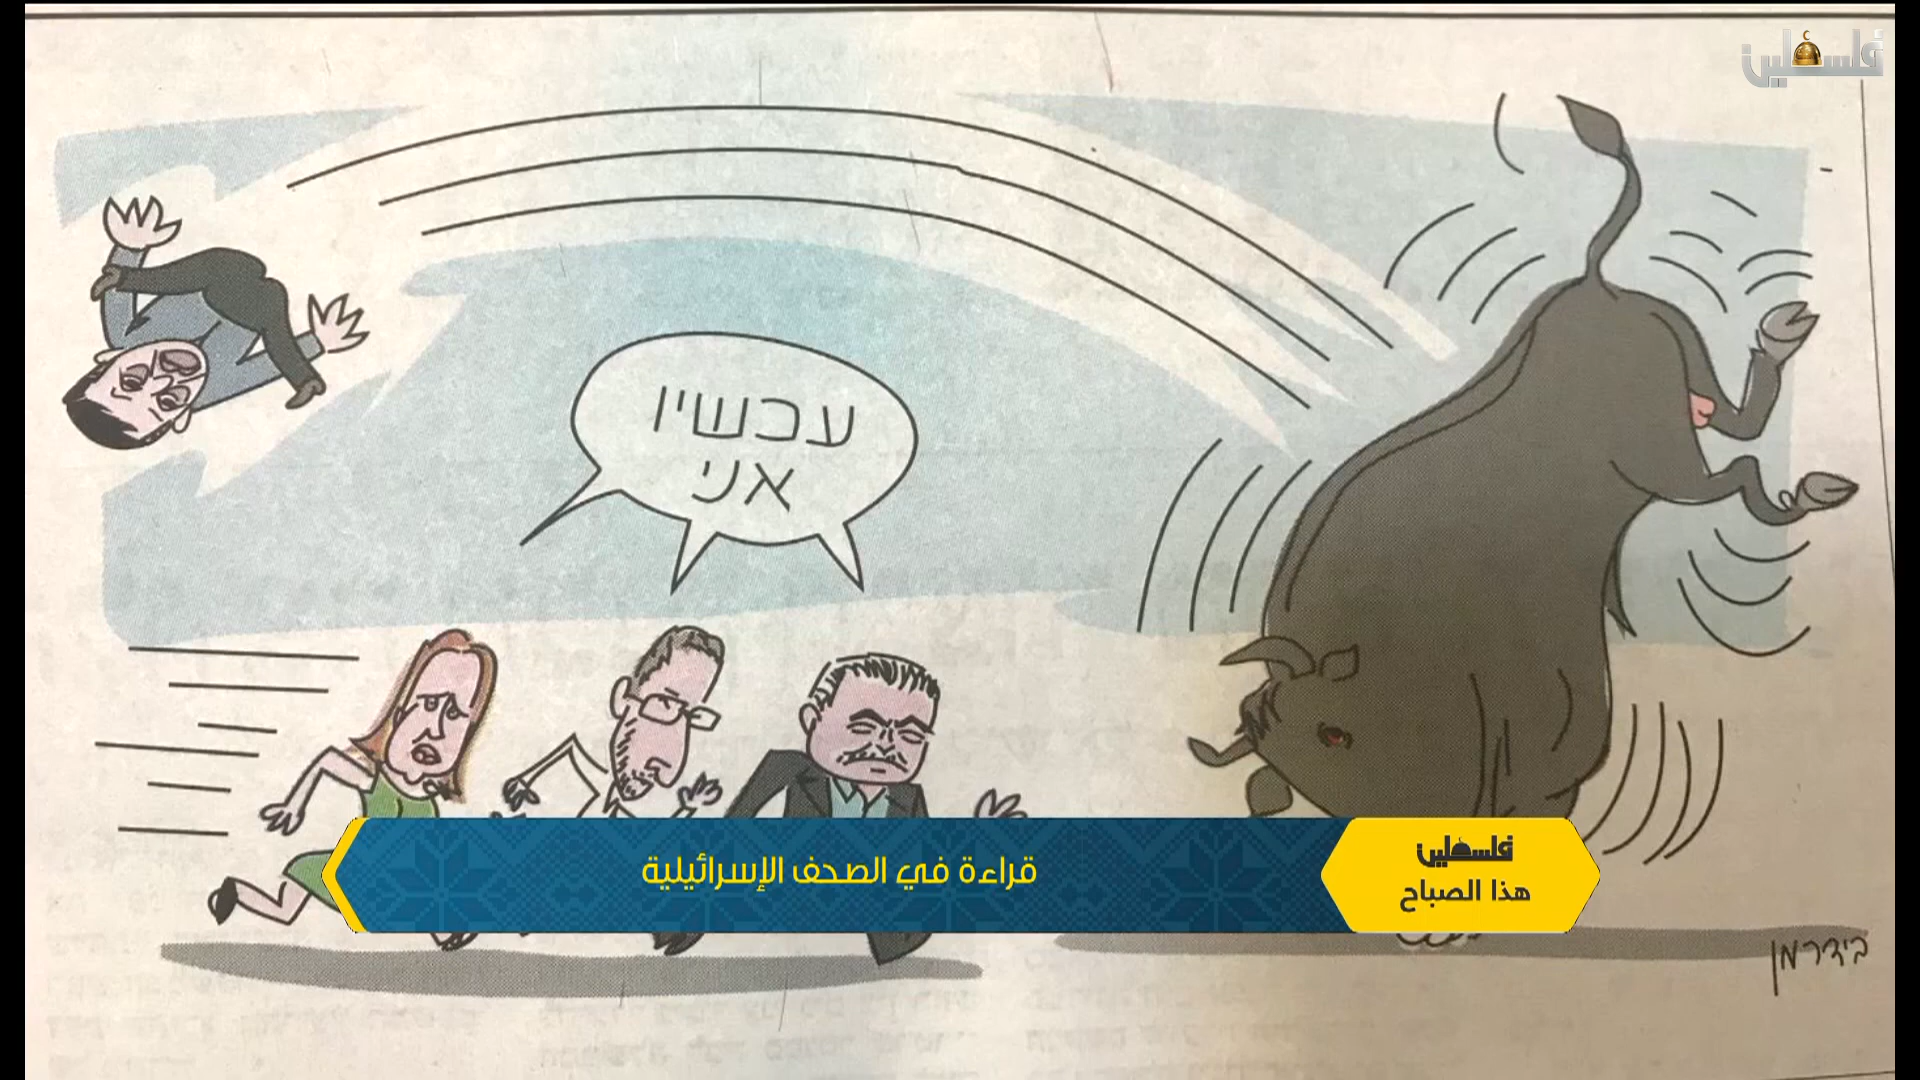 فلسطين
עכשיו
אני
فلسطين
هذا الصباح
قراءة في الصحف الإسرائيلية
בידרמן